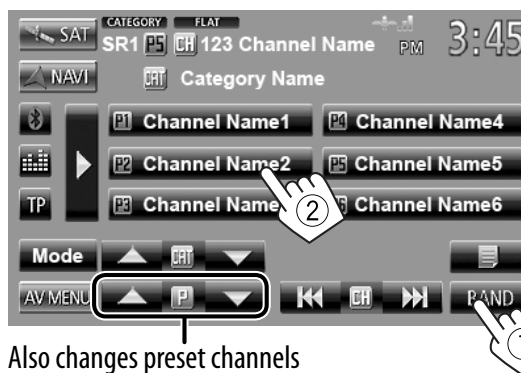 CATEGORY FLAT
SAT SR1 P5 CH 123 Channel Name PM 3:45
NAVI CAT Category Name
P1 Channel Name1 P4 Channel Name4
P2 Channel Name2 P5 Channel Name5
TP P3 Channel Name 2 Channel Name6
Mode CAT
AV MENU P CH BAND
Also changes preset channels